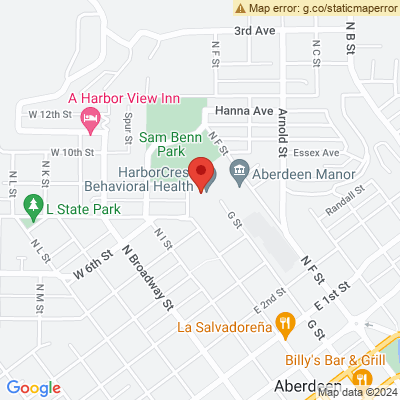 Map error: g.co/staticmaperror
3rd Ave
N B St
N C St
N F St
A Harbor View Inn
W 12th St
Spur St
Hanna Ave
Arnold St
N F St
Sam Benn
Park
W 10th St
Essex Ave
N K St
N L St
HarborCres
Behavioral Health
Aberdeen Manor
Randall St
L State Park
G St
N L St
N I St
W 6th St
N Broadway St
N F St
N M St
E 1st St
E 2nd St
La Salvadoreña
G St
Billy's Bar & Grill
Aberdeen
Google
Map data ©2024